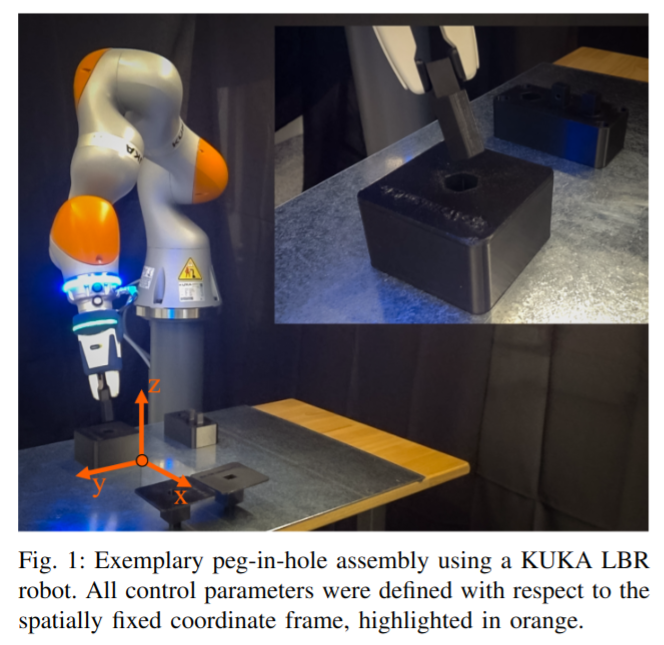 z
y
x
Fig. 1: Exemplary peg-in-hole assembly using a KUKA LBR
robot. All control parameters were defined with respect to the
spatially fixed coordinate frame, highlighted in orange.